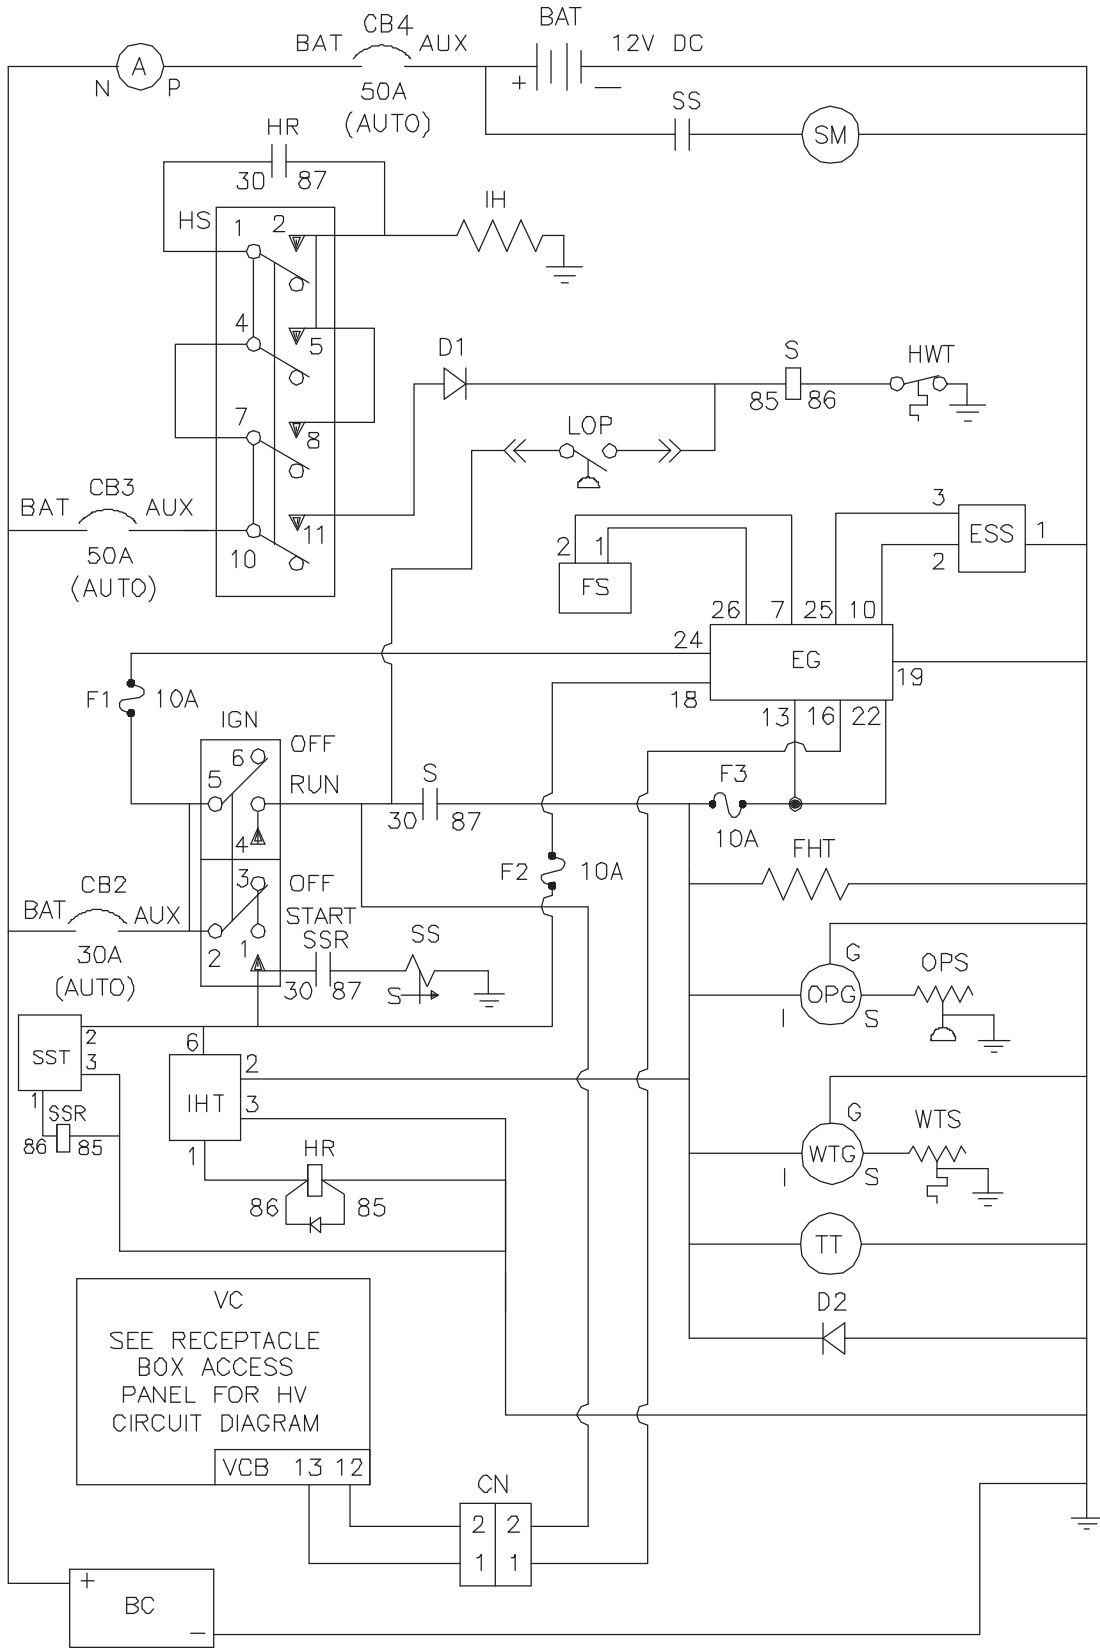 BAT CB4 AUX BAT 12V DC
A
N P
50A
(AUTO)
+ —
SS
SM
HR
30 87
HS
1 2
IH
4 5
7 8
10 11
D1
S
85 86
HWT
LOP
BAT CB3 AUX
50A
(AUTO)
2 1
FS
3
ESS 1
2
26 7 25 10
24
EG
19
18
13 16 22
F1 10A
IGN
6 OFF
5 RUN
4
S
30 87
F3
10A
F2 10A
FHT
BAT CB2 AUX
30A
(AUTO)
3 OFF
START
2 1
SSR
30 87
SS
S
G
OPG
I S
OPS
SST
2
3
1
SSR
86 85
6
IHT
2
3
1
HR
86 85
G
WTG
I S
WTS
TT
D2
VC
SEE RECEPTACLE
BOX ACCESS
PANEL FOR HV
CIRCUIT DIAGRAM
VCB 13 12
CN
2 2
1 1
+
BC
—